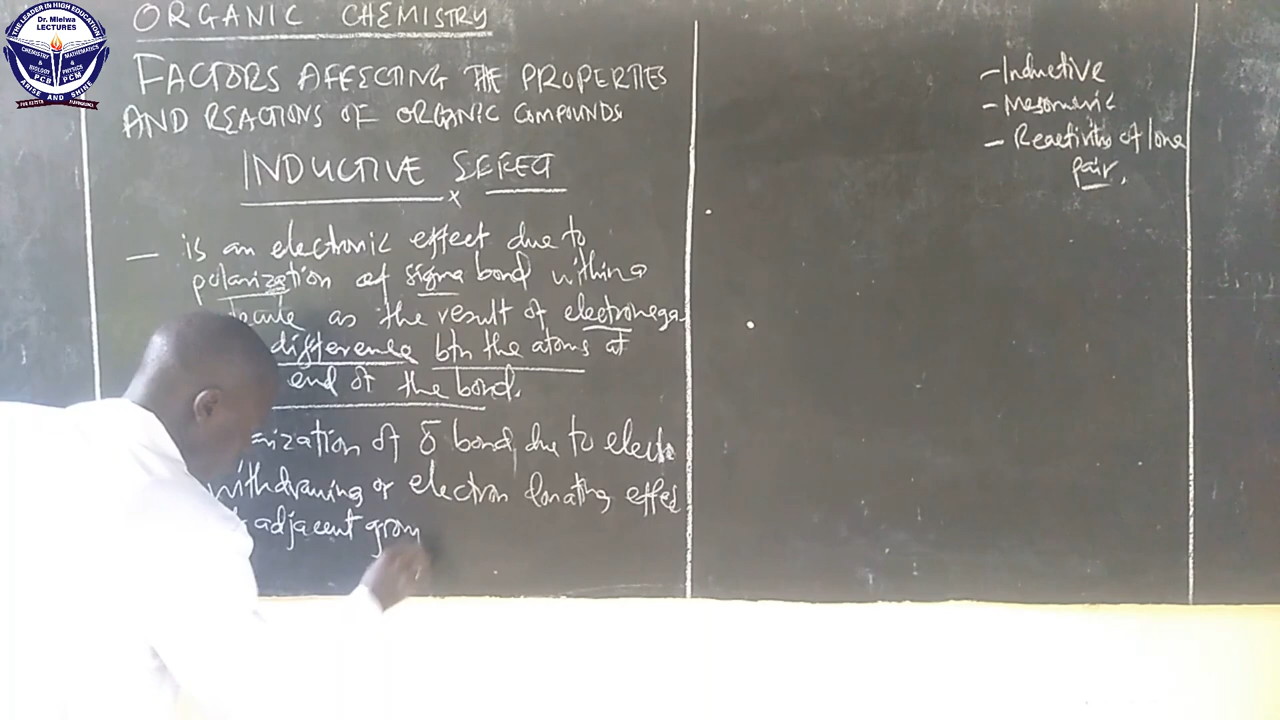 THE LEADER IN HIGH EDUCATION
Dr. Mlelwa
LECTURES
CHEMISTRY & BIOLOGY
PCB
MATHEMATICS & PHYSICS
PCM
ARISE AND SHINE
ORGANIC CHEMISTRY
FACTORS AFFECTING THE PROPERTIES
AND REACTIONS OF ORGANIC COMPOUNDS
INDUCTIVE EFFECT
x
— is an electronic effect due to
polarization of sigma bond within a
ecule as the result of electronega
difference btn the atoms at
end of the bond.
rization of δ bond due to electr
withdrawing or electron donating effec
adjacent group
- Inductive
- Mesomeric
- Reactivity of lone
pair.